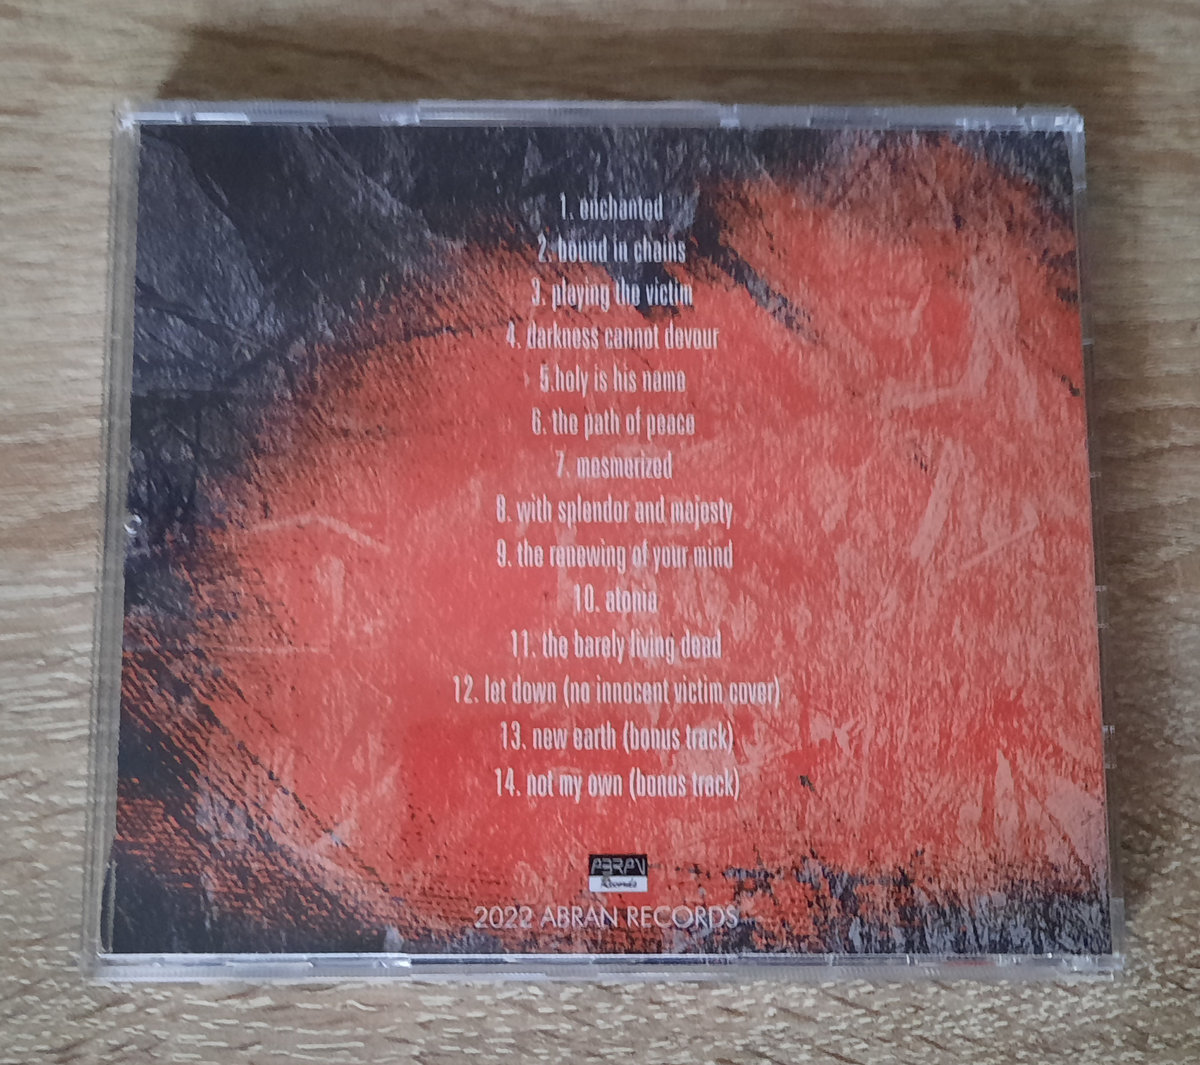 1. enchanted
2. bound in chains
3. playing the victim
4. darkness cannot devour
5.holy is his name
6. the path of peace
7. mesmerized
8. with splendor and majesty
9. the renewing of your mind
10. atonia
11. the barely living dead
12. let down (no innocent victim cover)
13. new earth (bonus track)
14. not my own (bonus track)
ABRAN
Records
2022 ABRAN RECORDS